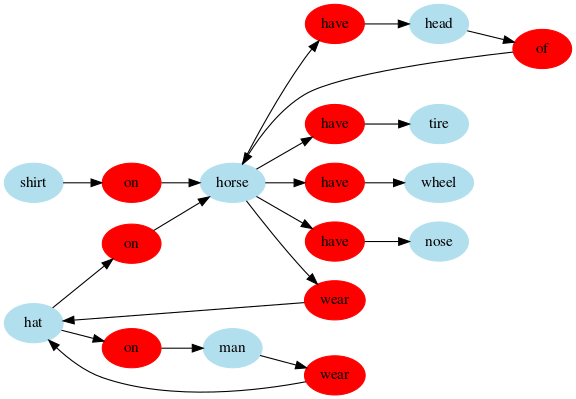 have
head
of
have
tire
shirt
on
horse
have
wheel
on
have
nose
wear
hat
on
man
wear